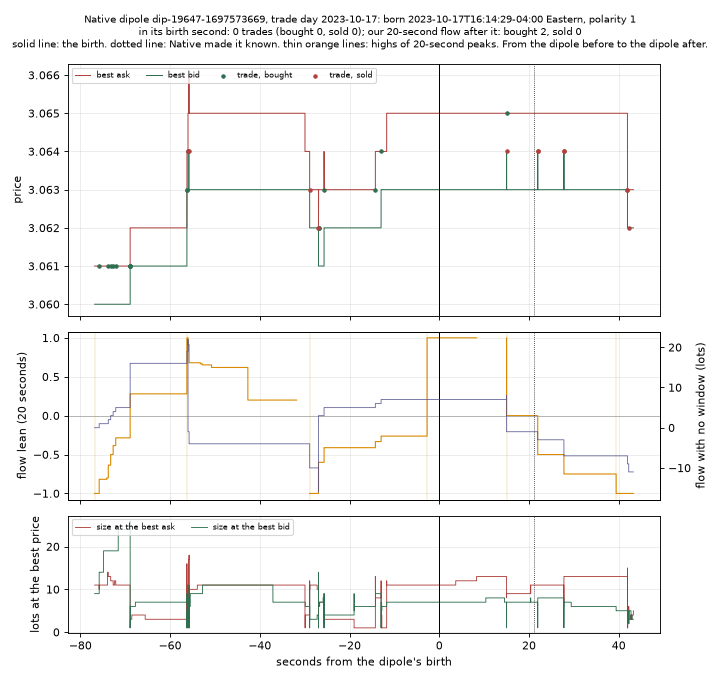 Native dipole dip-19647-1697573669, trade day 2023-10-17: born 2023-10-17T16:14:29-04:00 Eastern, polarity 1
in its birth second: 0 trades (bought 0, sold 0); our 20-second flow after it: bought 2, sold 0
solid line: the birth. dotted line: Native made it known. thin orange lines: highs of 20-second peaks. From the dipole before to the dipole after.
best ask best bid trade, bought trade, sold
3.066
3.065
3.064
3.063
3.062
3.061
3.060
price
1.0
0.5
0.0
−0.5
−1.0
flow lean (20 seconds)
20
10
0
−10
flow with no window (lots)
size at the best ask size at the best bid
20
10
0
lots at the best price
−80 −60 −40 −20 0 20 40
seconds from the dipole's birth